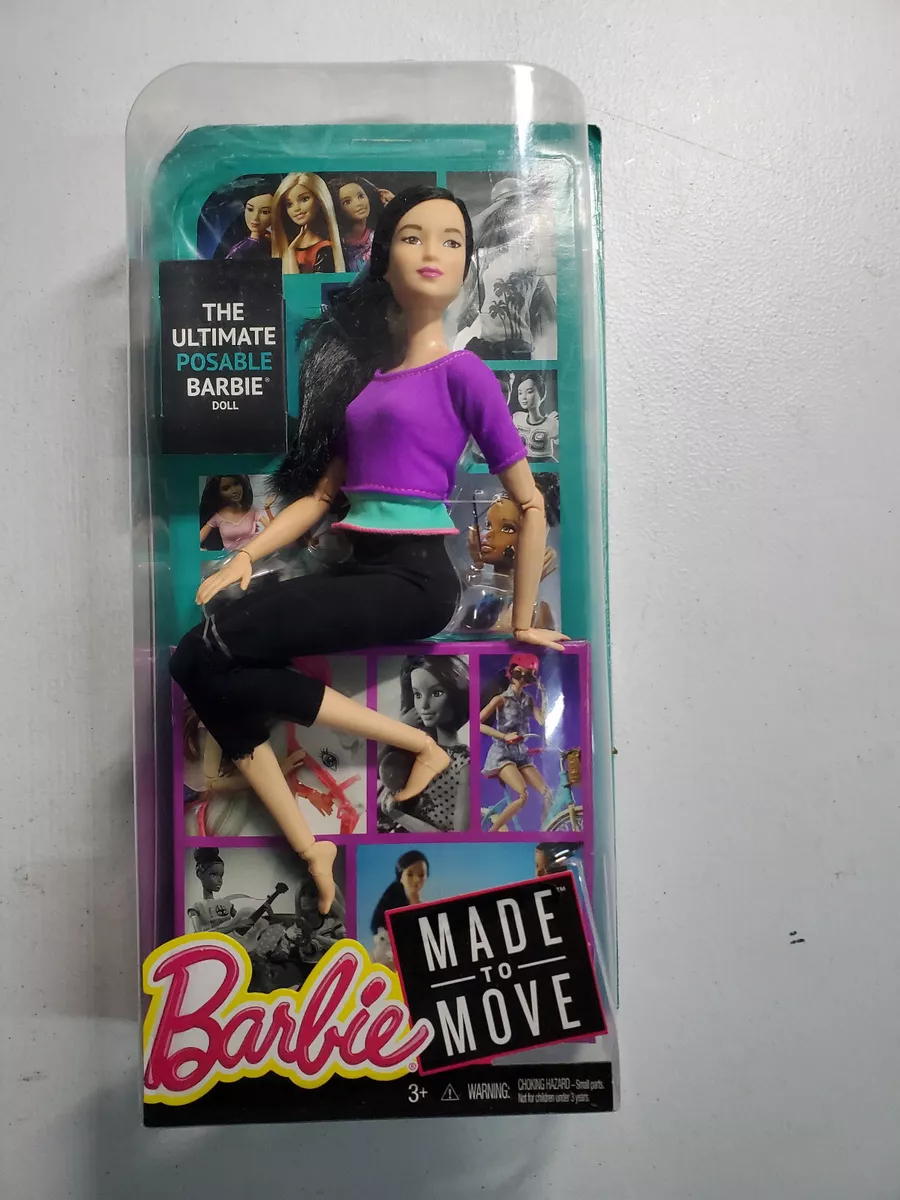 THE
ULTIMATE
POSABLE
BARBIE®
DOLL
MADE™
TO
MOVE
Barbie®
3+ ⚠ WARNING: CHOKING HAZARD – Small parts.
Not for children under 3 years.